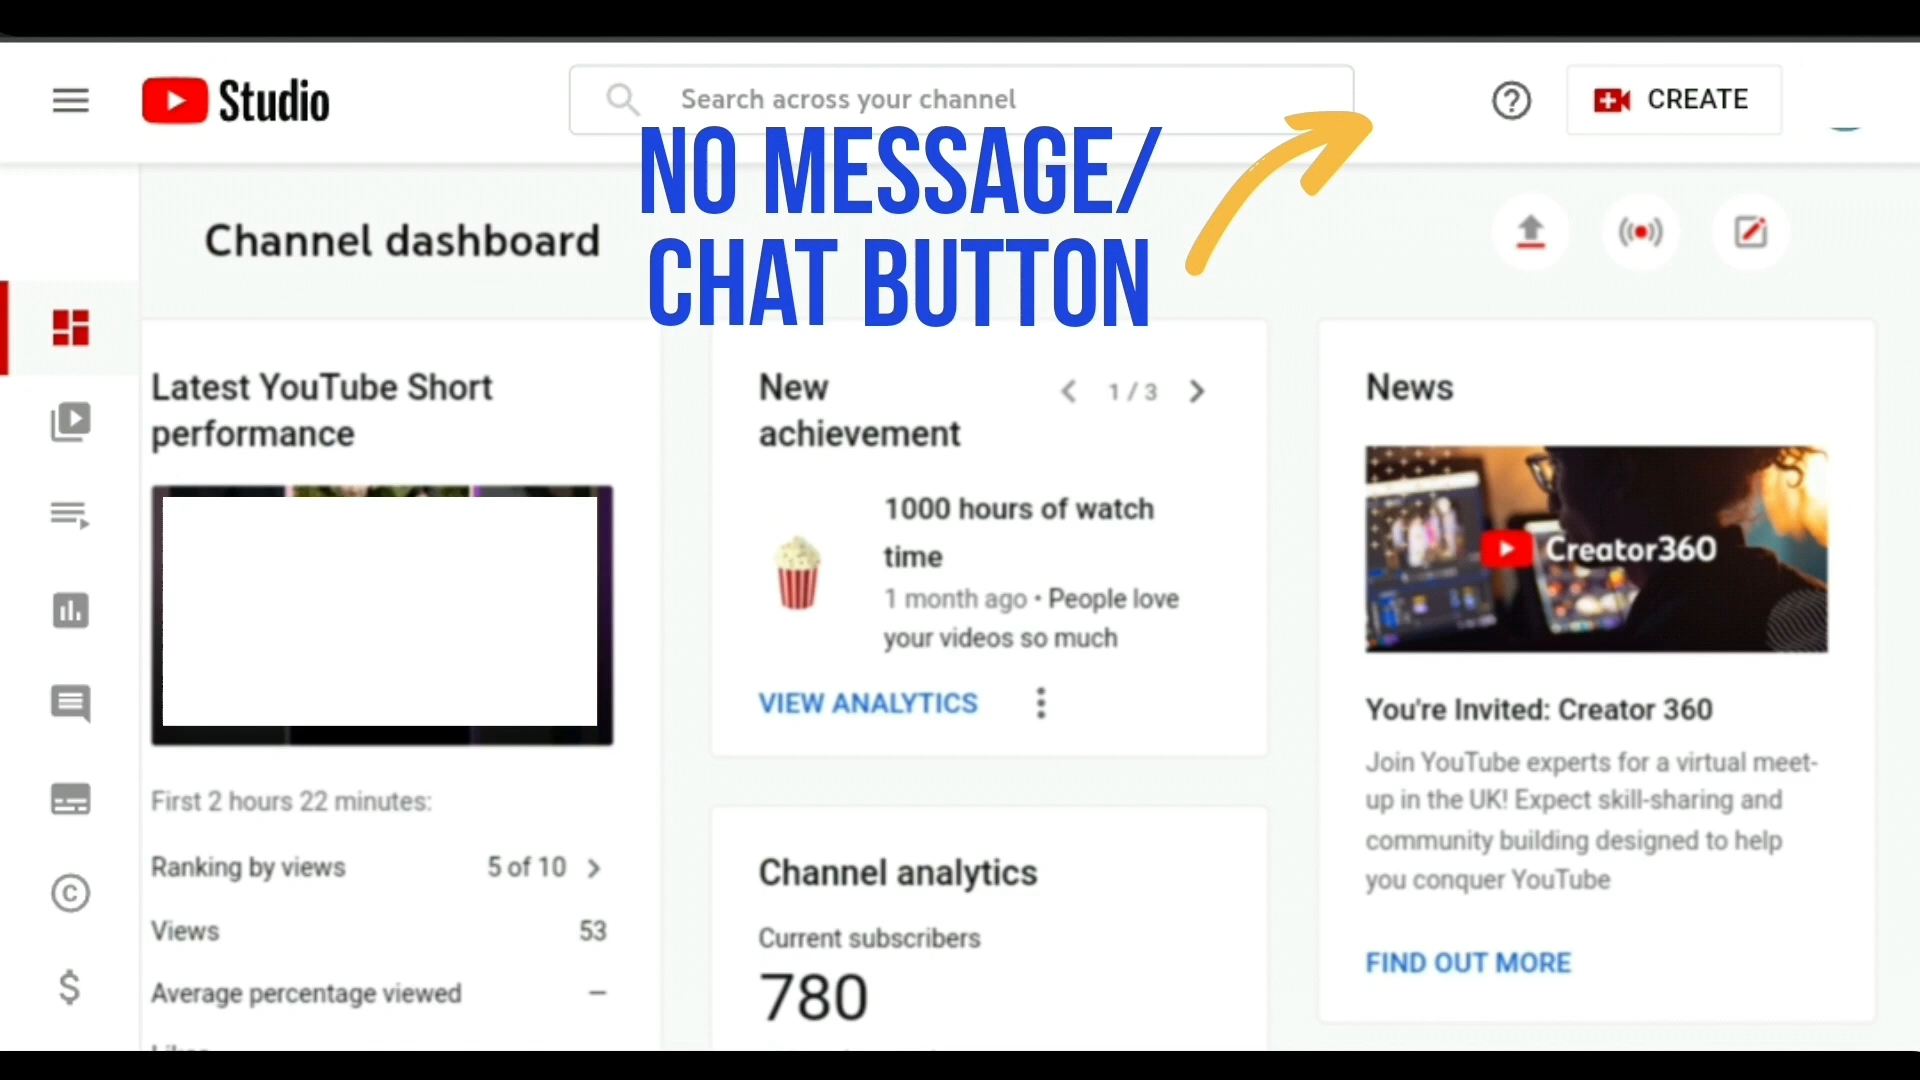 Studio
Search across your channel
CREATE
NO MESSAGE/
CHAT BUTTON
Channel dashboard
Latest YouTube Short
performance
First 2 hours 22 minutes:
Ranking by views 5 of 10
Views 53
Average percentage viewed –
New
achievement
1 / 3
1000 hours of watch
time
1 month ago • People love
your videos so much
VIEW ANALYTICS
Channel analytics
Current subscribers
780
News
Creator360
You're Invited: Creator 360
Join YouTube experts for a virtual meet-
up in the UK! Expect skill-sharing and
community building designed to help
you conquer YouTube
FIND OUT MORE